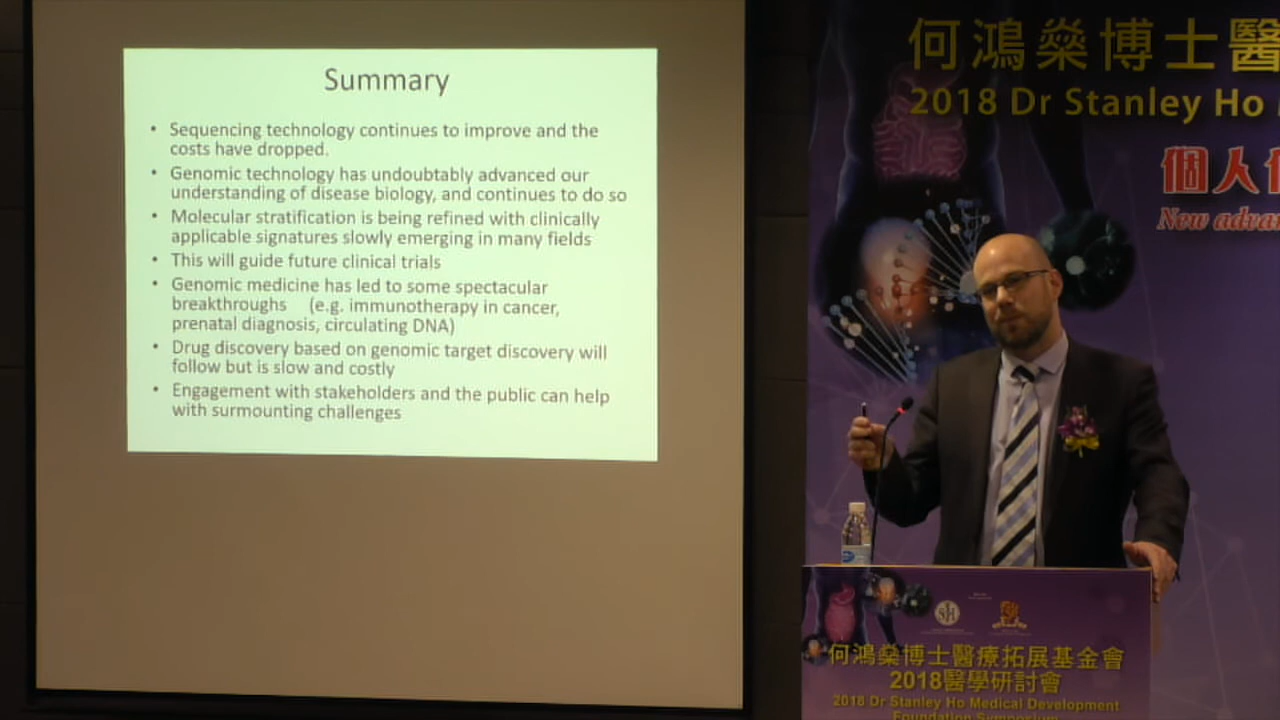 Summary
• Sequencing technology continues to improve and the
costs have dropped.
• Genomic technology has undoubtably advanced our
understanding of disease biology, and continues to do so
• Molecular stratification is being refined with clinically
applicable signatures slowly emerging in many fields
• This will guide future clinical trials
• Genomic medicine has led to some spectacular
breakthroughs (e.g. immunotherapy in cancer,
prenatal diagnosis, circulating DNA)
• Drug discovery based on genomic target discovery will
follow but is slow and costly
• Engagement with stakeholders and the public can help
with surmounting challenges
何鴻燊博士醫
2018 Dr Stanley Ho
個人
New
何鴻燊博士醫療拓展基金會
2018醫學研討會
2018 Dr Stanley Ho Medical Development
Foundation Symposium